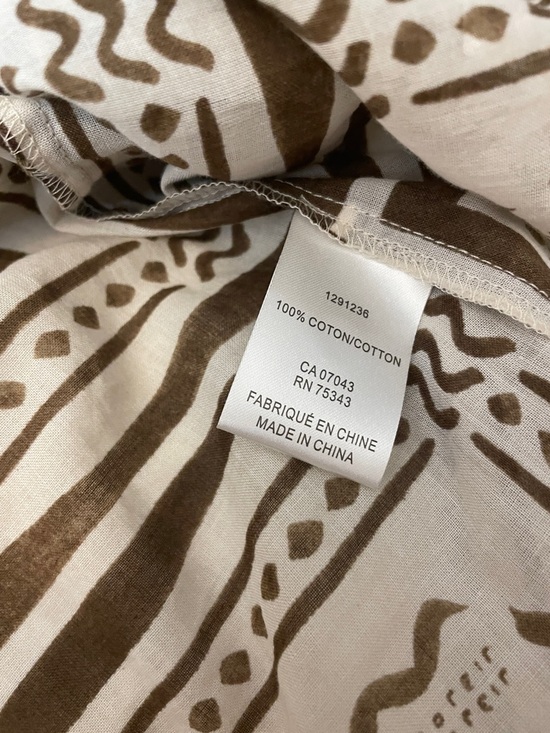 1291236
100% COTON/COTTON
CA 07043
RN 75343
FABRIQUÉ EN CHINE
MADE IN CHINA